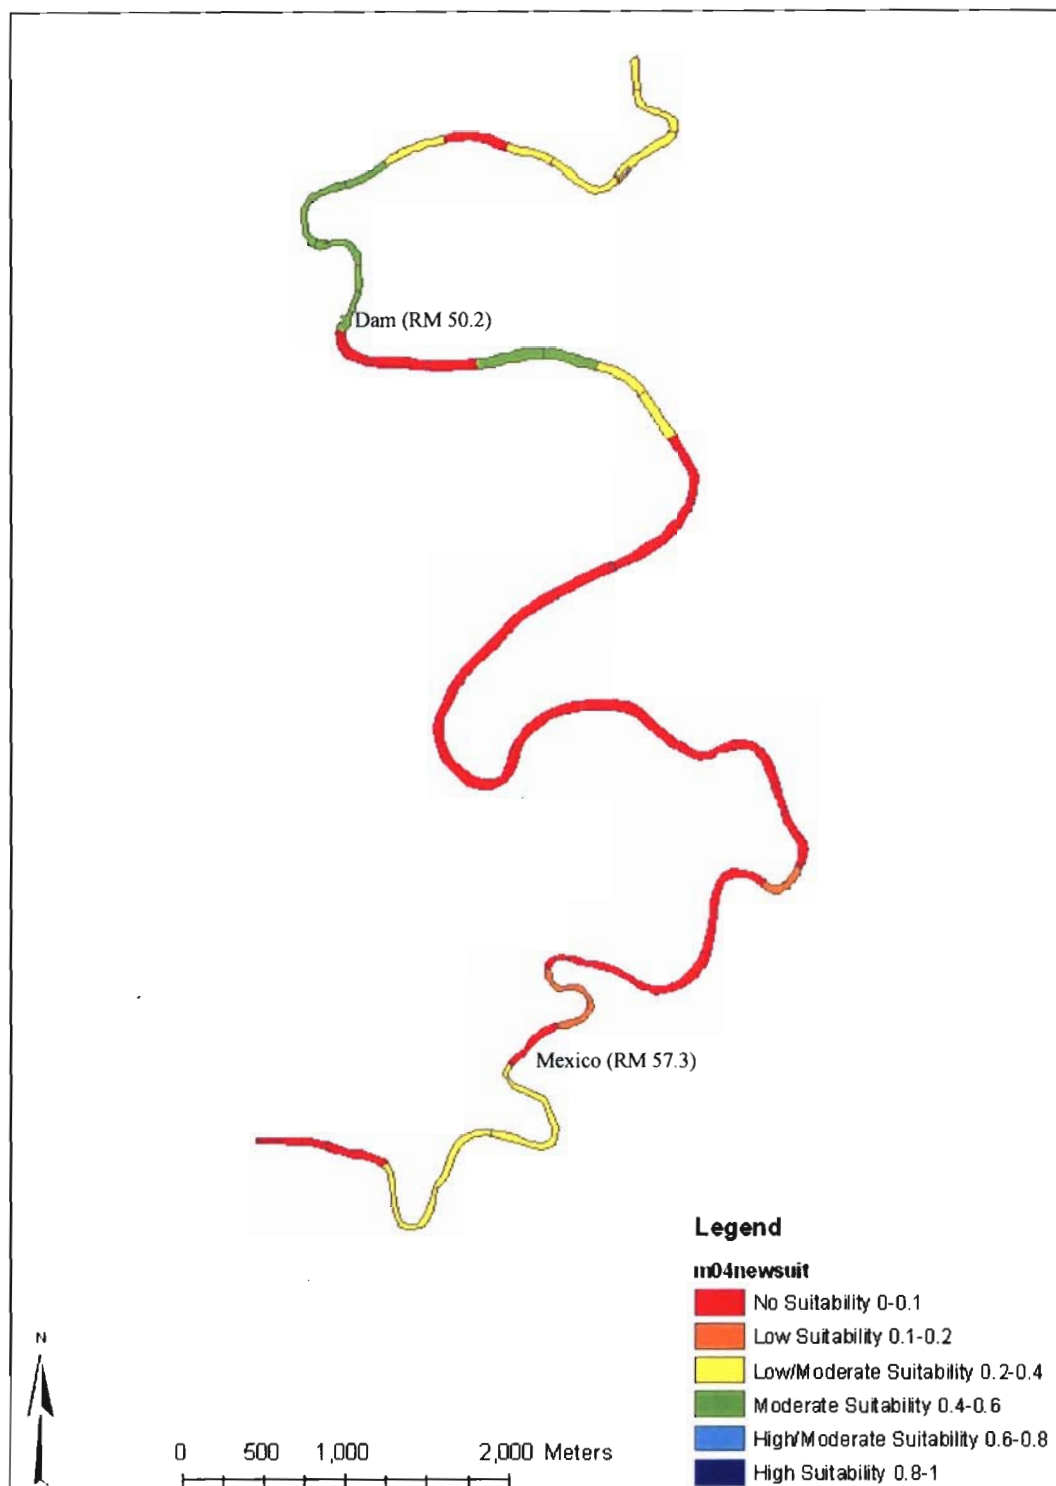 Dam (RM 50.2)
Mexico (RM 57.3)
Legend
m04newsuit
No Suitability 0-0.1
Low Suitability 0.1-0.2
Low/Moderate Suitability 0.2-0.4
Moderate Suitability 0.4-0.6
High/Moderate Suitability 0.6-0.8
High Suitability 0.8-1
N
0 500 1,000 2,000 Meters